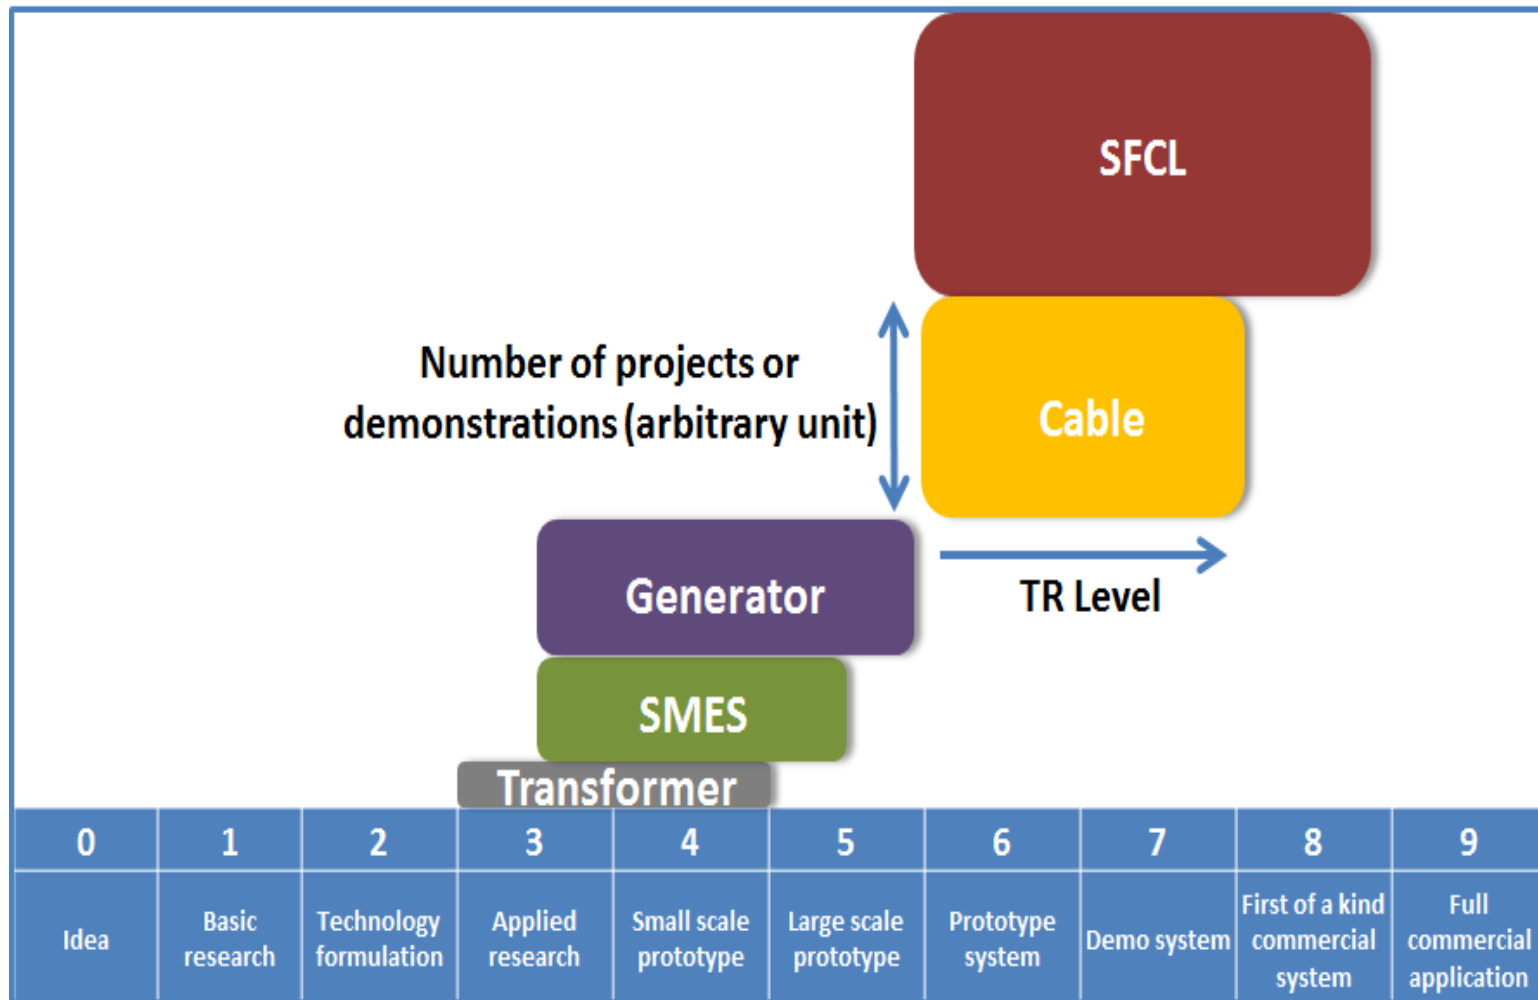 SFCL
Number of projects or
demonstrations (arbitrary unit)
Cable
Generator
TR Level
SMES
Transformer
0 1 2 3 4 5 6 7 8 9
Idea
Basic
research
Technology
formulation
Applied
research
Small scale
prototype
Large scale
prototype
Prototype
system
Demo system
First of a kind
commercial
system
Full
commercial
application